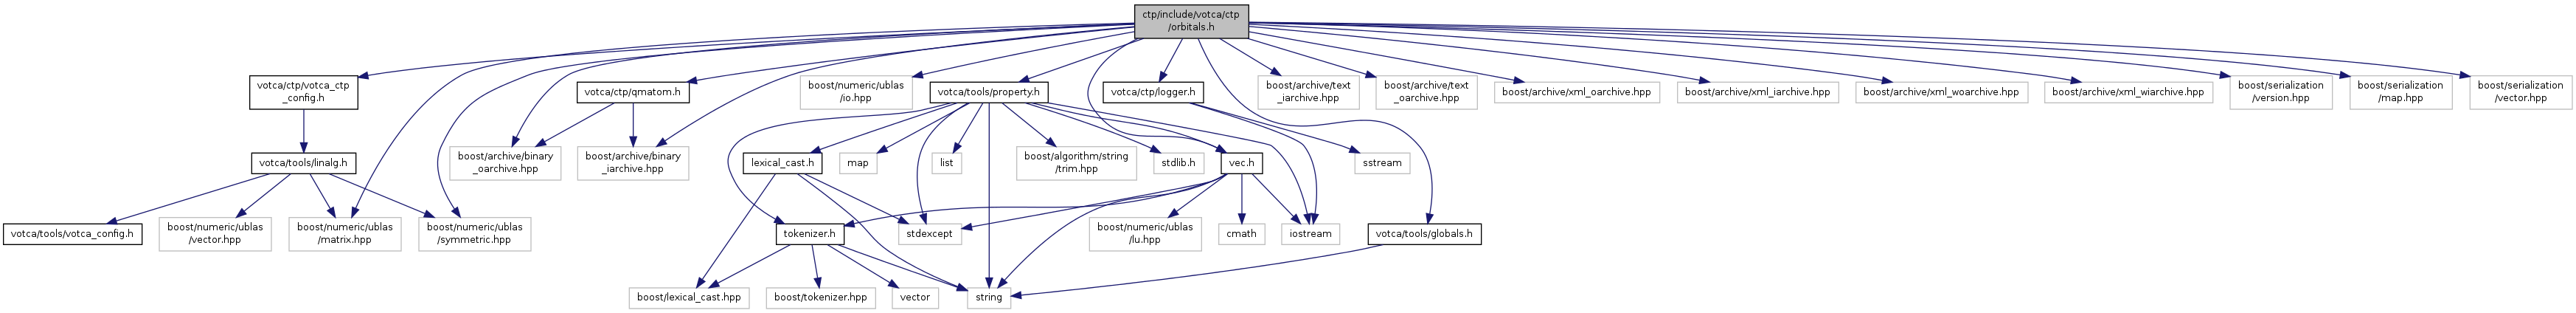 ctp/include/votca/ctp
/orbitals.h
votca/ctp/votca_ctp
_config.h
votca/ctp/qmatom.h
boost/numeric/ublas
/io.hpp
votca/tools/property.h
votca/ctp/logger.h
boost/archive/text
_iarchive.hpp
boost/archive/text
_oarchive.hpp
boost/archive/xml_oarchive.hpp
boost/archive/xml_iarchive.hpp
boost/archive/xml_woarchive.hpp
boost/archive/xml_wiarchive.hpp
boost/serialization
/version.hpp
boost/serialization
/map.hpp
boost/serialization
/vector.hpp
votca/tools/linalg.h
boost/archive/binary
_oarchive.hpp
boost/archive/binary
_iarchive.hpp
lexical_cast.h
map
list
boost/algorithm/string
/trim.hpp
stdlib.h
vec.h
sstream
votca/tools/votca_config.h
boost/numeric/ublas
/vector.hpp
boost/numeric/ublas
/matrix.hpp
boost/numeric/ublas
/symmetric.hpp
tokenizer.h
stdexcept
boost/numeric/ublas
/lu.hpp
cmath
iostream
votca/tools/globals.h
boost/lexical_cast.hpp
boost/tokenizer.hpp
vector
string